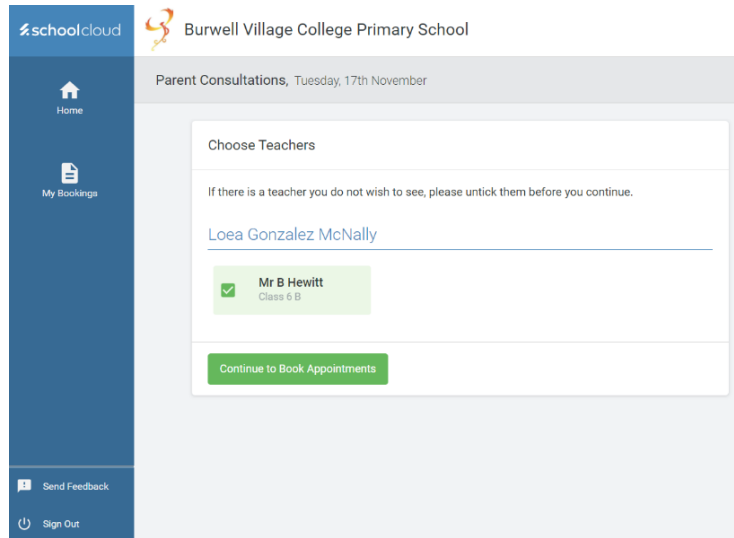 schoolcloud
Burwell Village College Primary School
Home
My Bookings
Parent Consultations, Tuesday, 17th November
Choose Teachers
If there is a teacher you do not wish to see, please untick them before you continue.
Loea Gonzalez McNally
Mr B Hewitt
Class 6 B
Continue to Book Appointments
Send Feedback
Sign Out